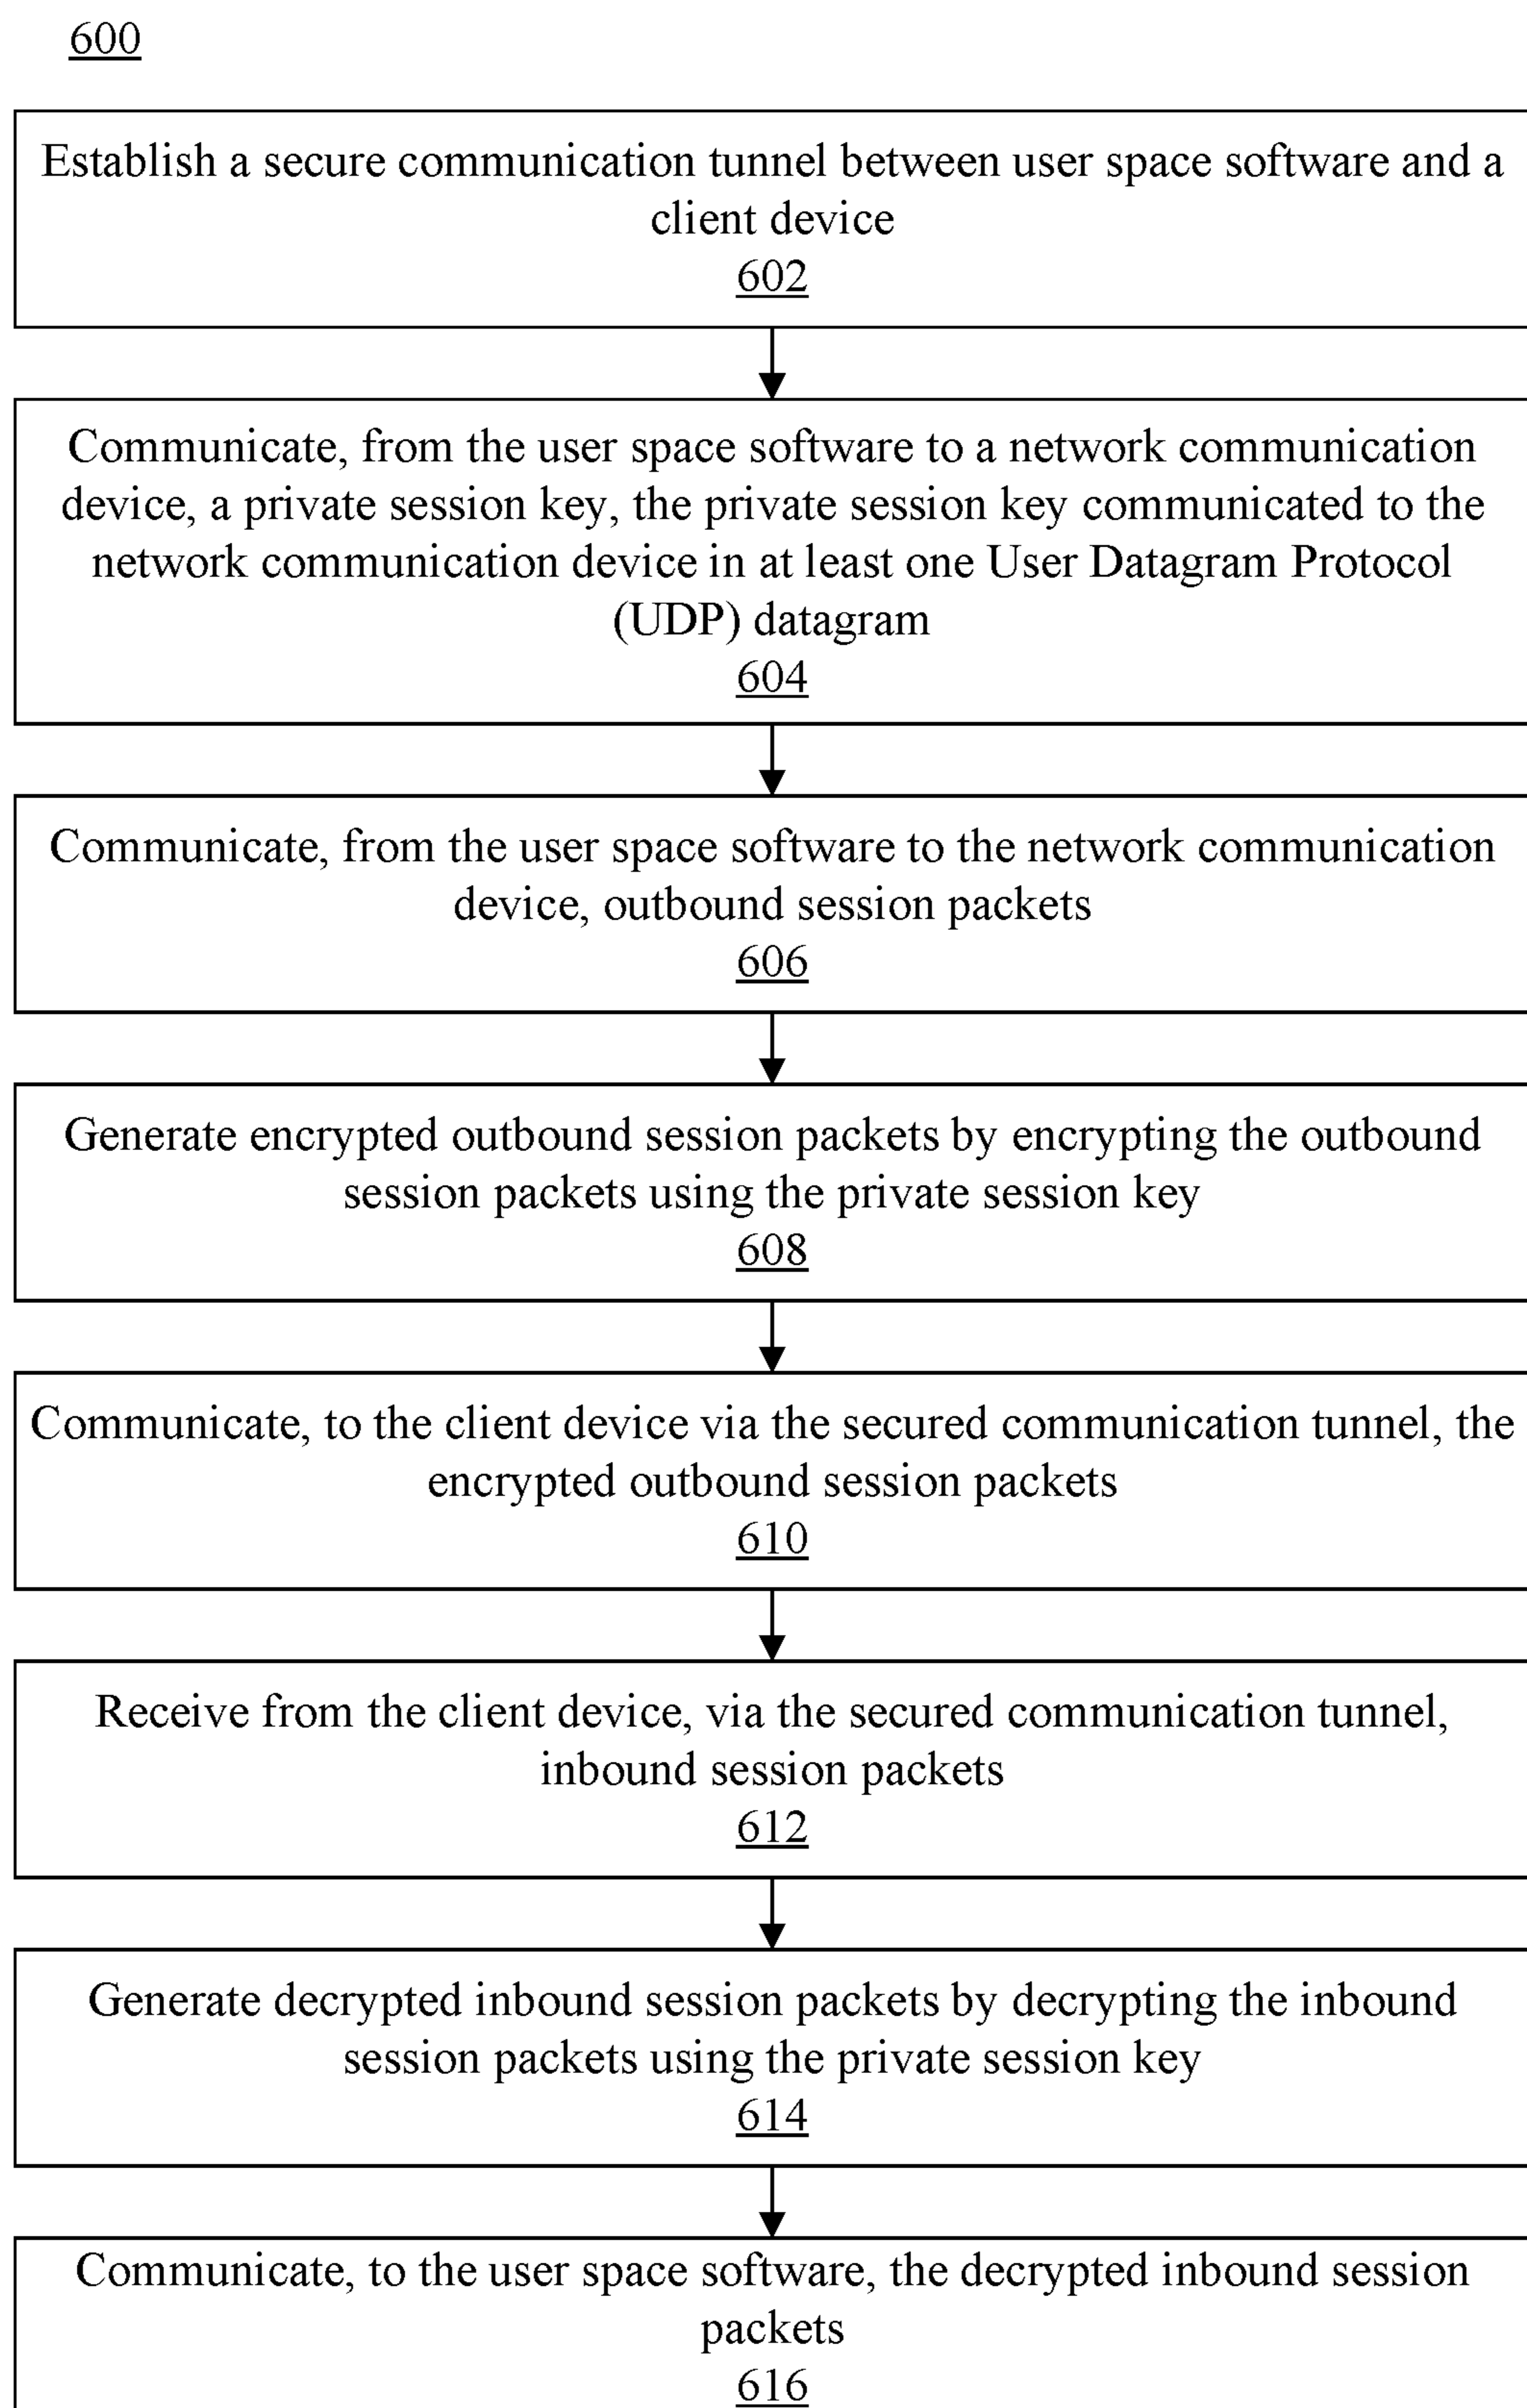 600
Establish a secure communication tunnel between user space software and a
client device
602
Communicate, from the user space software to a network communication
device, a private session key, the private session key communicated to the
network communication device in at least one User Datagram Protocol
(UDP) datagram
604
Communicate, from the user space software to the network communication
device, outbound session packets
606
Generate encrypted outbound session packets by encrypting the outbound
session packets using the private session key
608
Communicate, to the client device via the secured communication tunnel, the
encrypted outbound session packets
610
Receive from the client device, via the secured communication tunnel,
inbound session packets
612
Generate decrypted inbound session packets by decrypting the inbound
session packets using the private session key
614
Communicate, to the user space software, the decrypted inbound session
packets
616